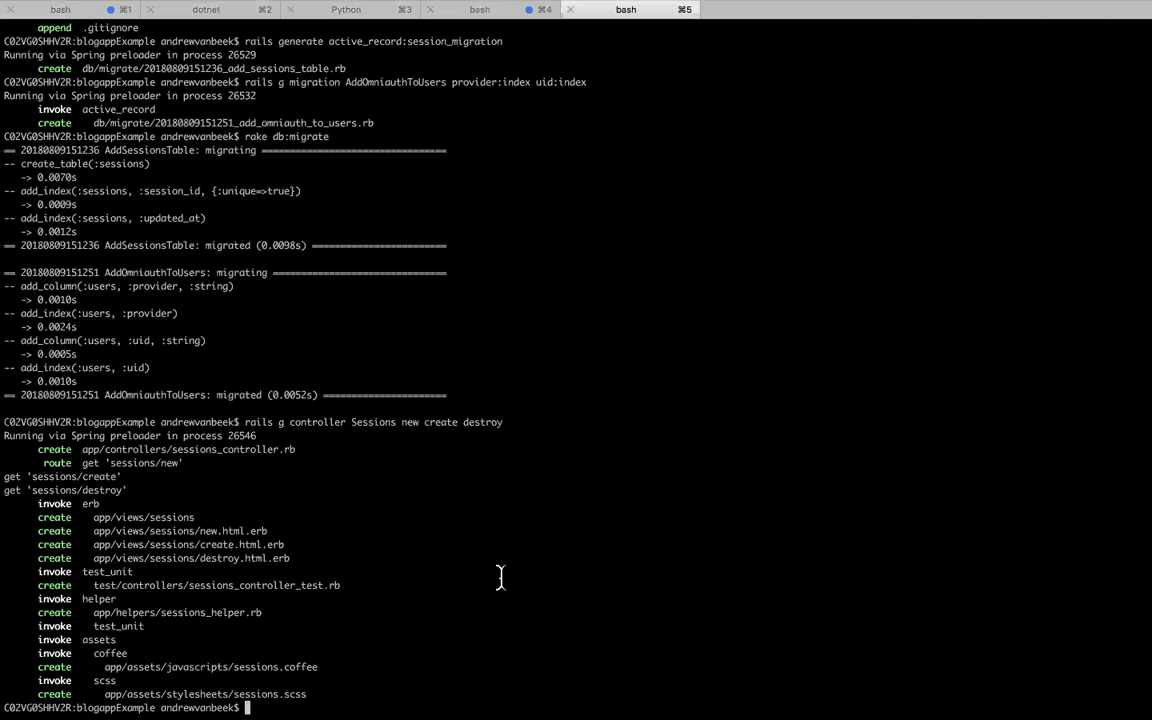 bash ⌘1 dotnet ⌘2 Python ⌘3 bash ⌘4 bash ⌘5
append .gitignore
C02VG0SHHV2R:blogappExample andrewvanbeek$ rails generate active_record:session_migration
Running via Spring preloader in process 26529
create db/migrate/20180809151236_add_sessions_table.rb
C02VG0SHHV2R:blogappExample andrewvanbeek$ rails g migration AddOmniauthToUsers provider:index uid:index
Running via Spring preloader in process 26532
invoke active_record
create db/migrate/20180809151251_add_omniauth_to_users.rb
C02VG0SHHV2R:blogappExample andrewvanbeek$ rake db:migrate
== 20180809151236 AddSessionsTable: migrating ==================================
-- create_table(:sessions)
-> 0.0070s
-- add_index(:sessions, :session_id, {:unique=>true})
-> 0.0009s
-- add_index(:sessions, :updated_at)
-> 0.0012s
== 20180809151236 AddSessionsTable: migrated (0.0098s) =========================
== 20180809151251 AddOmniauthToUsers: migrating ================================
-- add_column(:users, :provider, :string)
-> 0.0010s
-- add_index(:users, :provider)
-> 0.0024s
-- add_column(:users, :uid, :string)
-> 0.0005s
-- add_index(:users, :uid)
-> 0.0010s
== 20180809151251 AddOmniauthToUsers: migrated (0.0052s) =======================
C02VG0SHHV2R:blogappExample andrewvanbeek$ rails g controller Sessions new create destroy
Running via Spring preloader in process 26546
create app/controllers/sessions_controller.rb
route get 'sessions/new'
get 'sessions/create'
get 'sessions/destroy'
invoke erb
create app/views/sessions
create app/views/sessions/new.html.erb
create app/views/sessions/create.html.erb
create app/views/sessions/destroy.html.erb
invoke test_unit
create test/controllers/sessions_controller_test.rb
invoke helper
create app/helpers/sessions_helper.rb
invoke test_unit
invoke assets
invoke coffee
create app/assets/javascripts/sessions.coffee
invoke scss
create app/assets/stylesheets/sessions.scss
C02VG0SHHV2R:blogappExample andrewvanbeek$